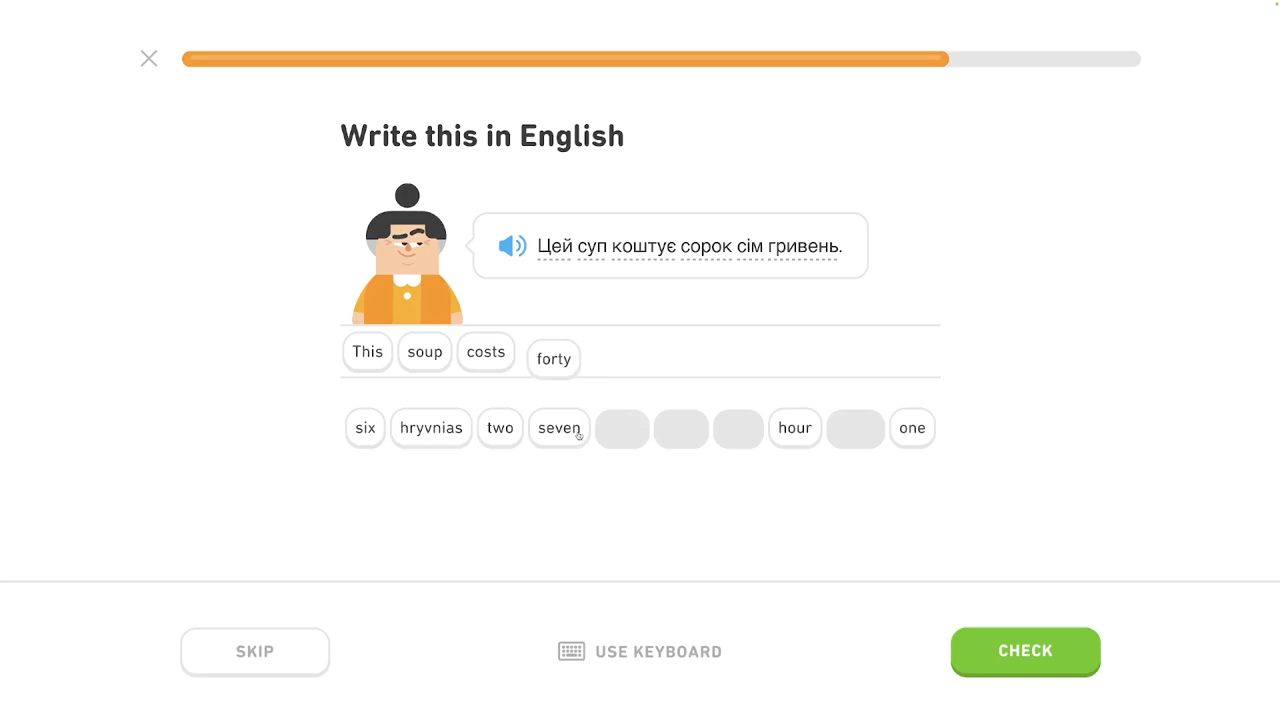 Write this in English
Цей суп коштує сорок сім гривень.
This soup costs forty
six hryvnias two seven hour one
SKIP USE KEYBOARD CHECK